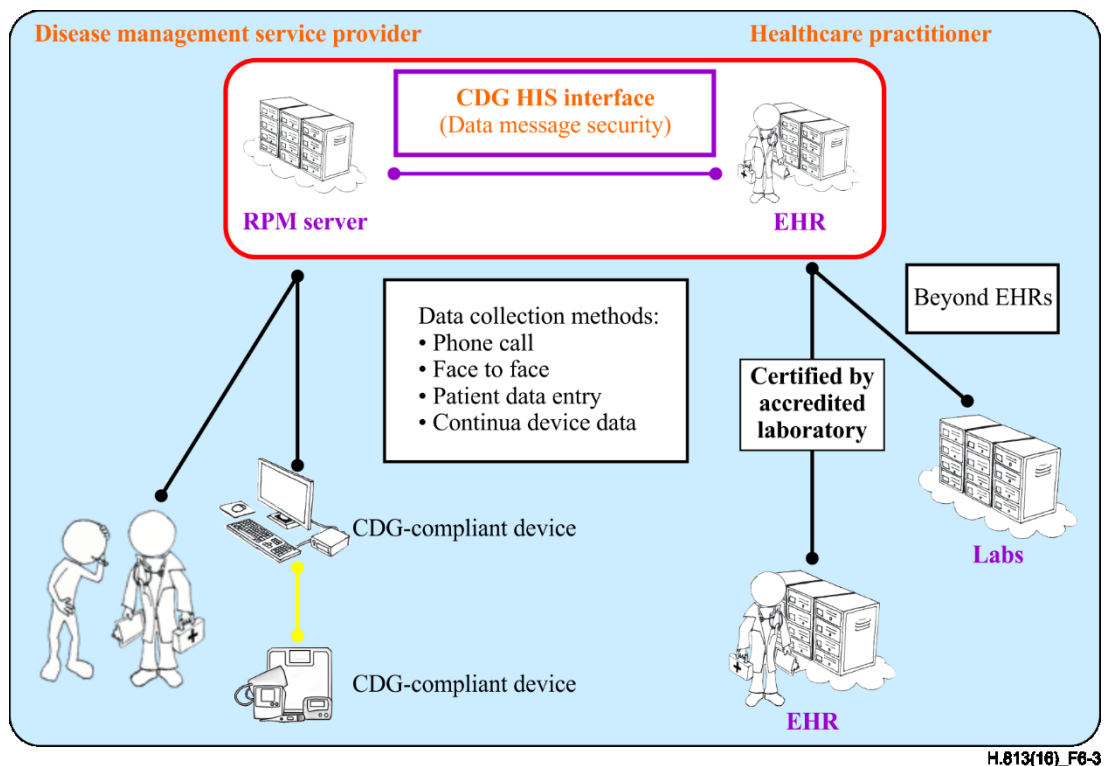 Disease management service provider
Healthcare practitioner
CDG HIS interface
(Data message security)
RPM server
EHR
Data collection methods:
• Phone call
• Face to face
• Patient data entry
• Continua device data
Beyond EHRs
Certified by
accredited
laboratory
CDG-compliant device
Labs
CDG-compliant device
EHR
H.813(16)_F6-3